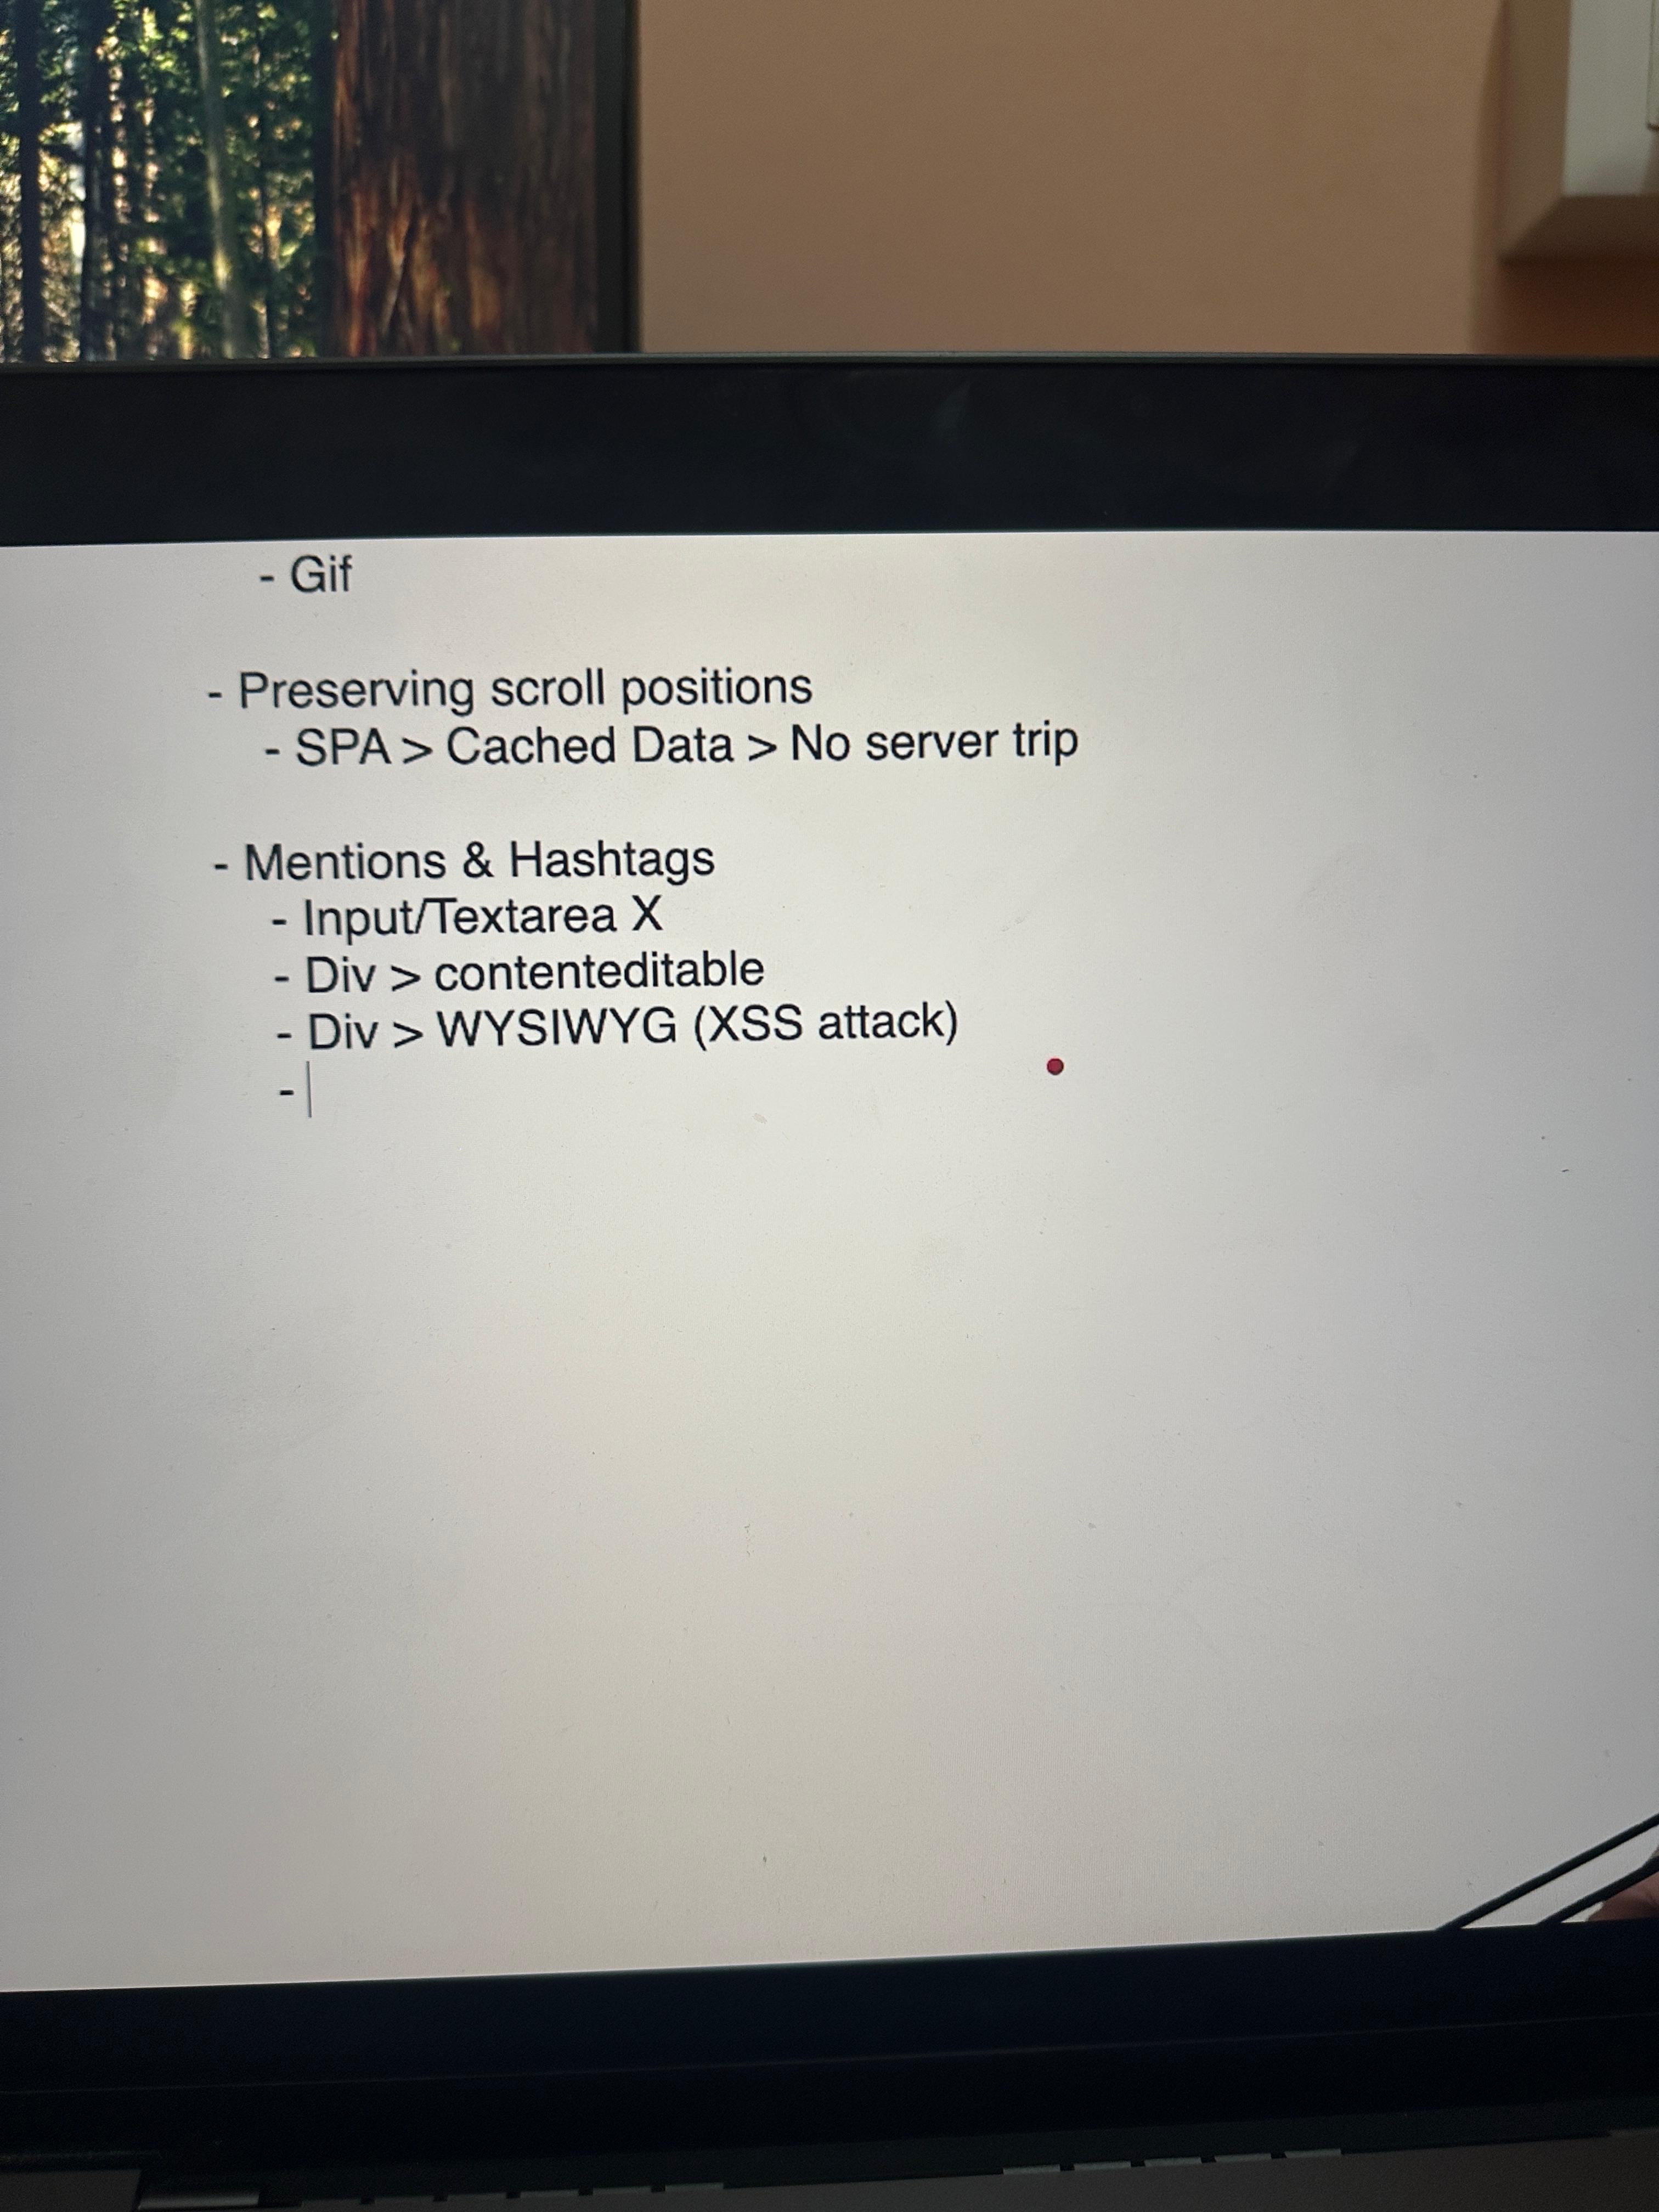 - Gif
- Preserving scroll positions
- SPA > Cached Data > No server trip
- Mentions & Hashtags
- Input/Textarea X
- Div > contenteditable
- Div > WYSIWYG (XSS attack)
-